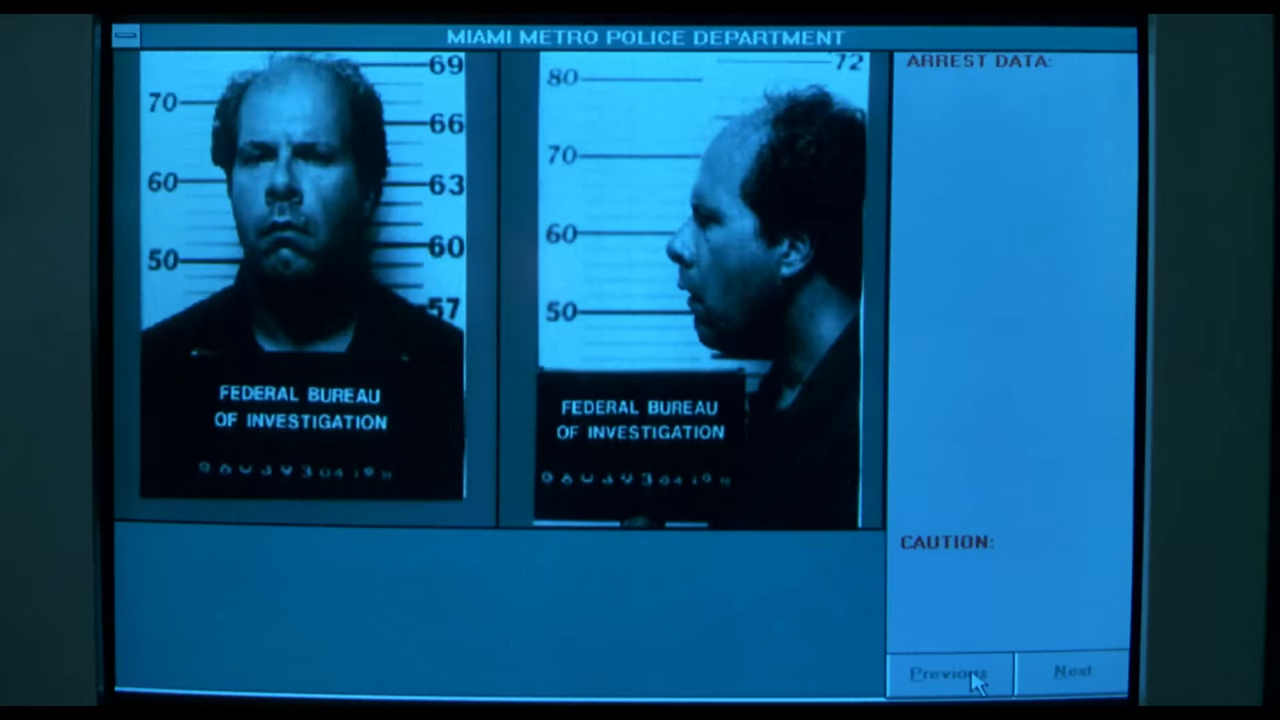 MIAMI METRO POLICE DEPARTMENT
69
66
63
60
57
70
60
50
FEDERAL BUREAU
OF INVESTIGATION
72
80
70
60
50
FEDERAL BUREAU
OF INVESTIGATION
ARREST DATA:
CAUTION:
Previous
Next